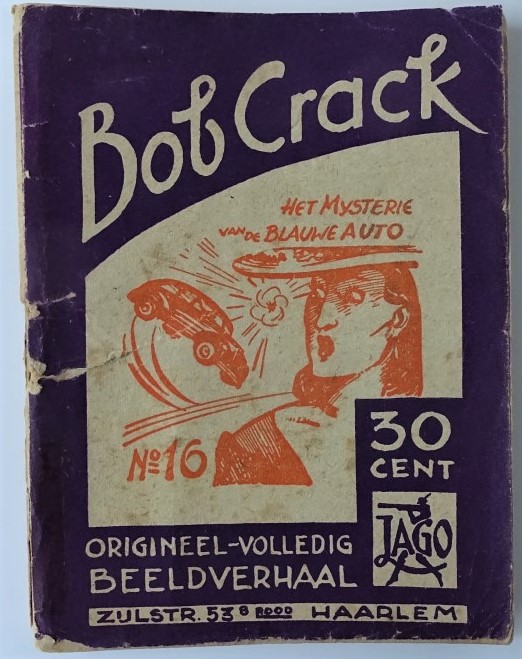 Bob Crack
HET MYSTERIE
VAN DE BLAUWE AUTO
No 16
30
CENT
JAGO
ORIGINEEL-VOLLEDIG
BEELDVERHAAL
ZIJLSTR. 53 B ROOD HAARLEM